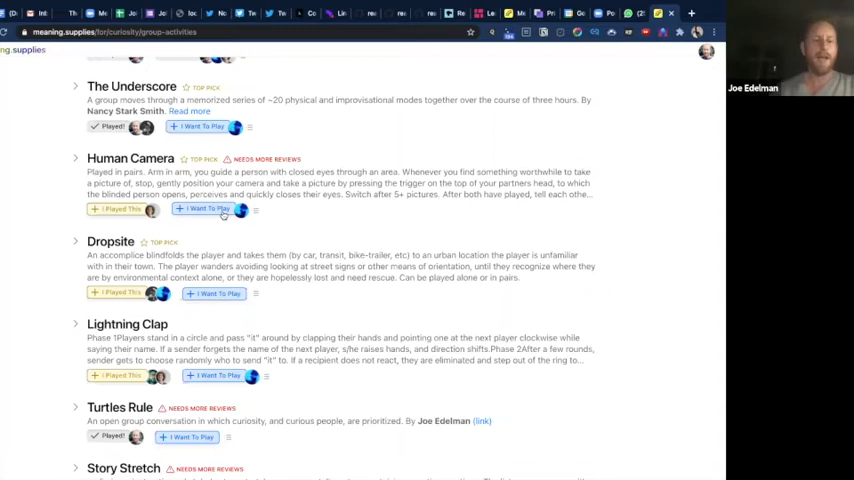 meaning.supplies/for/curiosity/group-activities
ng.supplies
Joe Edelman
The Underscore TOP PICK
A group moves through a memorized series of ~20 physical and improvisational modes together over the course of three hours. By
Nancy Stark Smith. Read more
Played!
+ I Want To Play
Human Camera TOP PICK NEEDS MORE REVIEWS
Played in pairs. Arm in arm, you guide a person with closed eyes through an area. Whenever you find something worthwhile to take
a picture of, stop, gently position your camera and take a picture by pressing the trigger on the top of your partners head, to which
the blinded person opens, perceives and quickly closes their eyes. Switch after 5+ pictures. After both have played, tell each othe...
+ I Played This
+ I Want To Play
Dropsite TOP PICK
An accomplice blindfolds the player and takes them (by car, transit, bike-trailer, etc) to an urban location the player is unfamiliar
with in their town. The player wanders avoiding looking at street signs or other means of orientation, until they recognize where they
are by environmental context alone, or they are hopelessly lost and need rescue. Can be played alone or in pairs.
+ I Played This
+ I Want To Play
Lightning Clap
Phase 1Players stand in a circle and pass "it" around by clapping their hands and pointing one at the next player clockwise while
saying their name. If a sender forgets the name of the next player, s/he raises hands, and direction shifts.Phase 2After a few rounds,
sender gets to choose randomly who to send "it" to. If a recipient does not react, they are eliminated and step out of the ring to...
+ I Played This
+ I Want To Play
Turtles Rule NEEDS MORE REVIEWS
An open group conversation in which curiosity, and curious people, are prioritized. By Joe Edelman (link)
Played!
+ I Want To Play
Story Stretch NEEDS MORE REVIEWS